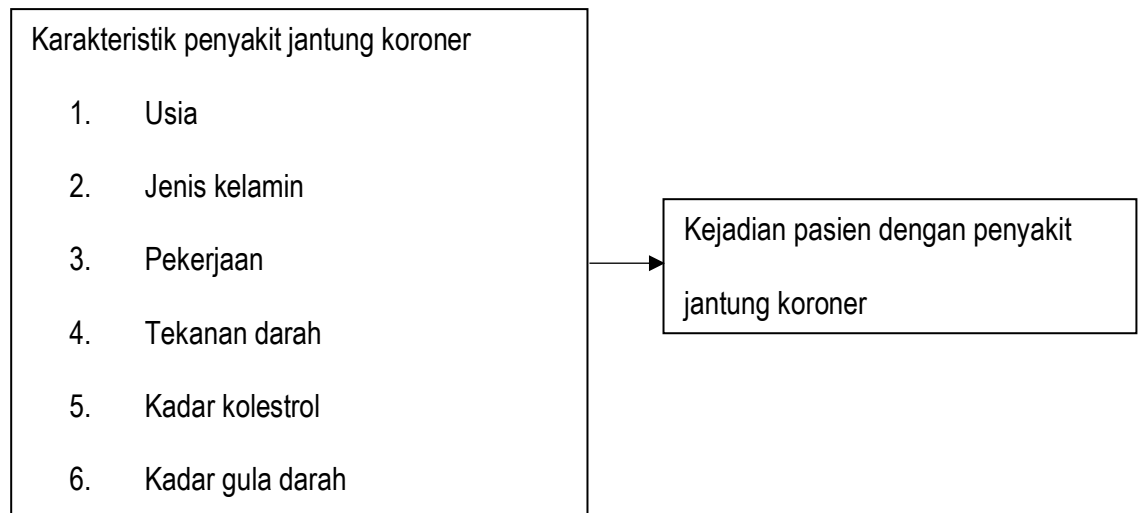 Karakteristik penyakit jantung koroner
1. Usia
2. Jenis kelamin
3. Pekerjaan
4. Tekanan darah
5. Kadar kolestrol
6. Kadar gula darah
Kejadian pasien dengan penyakit
jantung koroner